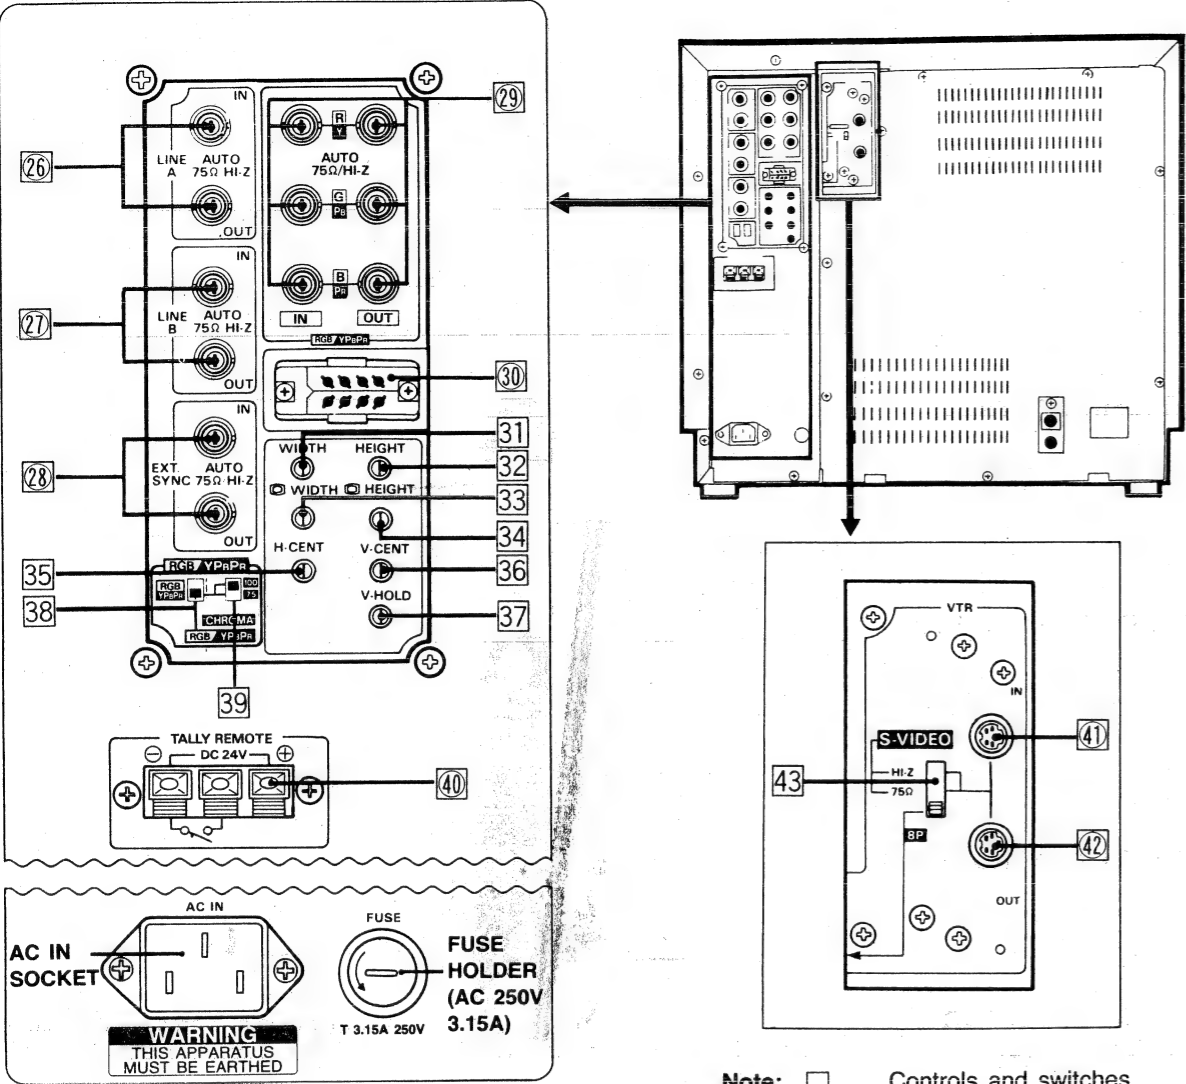 IN
26
LINE A
AUTO
75Ω HI-Z
OUT
IN
27
LINE B
AUTO
75Ω HI-Z
OUT
IN
28
EXT. SYNC
AUTO
75Ω HI-Z
OUT
29
R
Y
AUTO
75Ω/HI-Z
G
PB
B
PR
IN
OUT
RGB/YPBPR
30
31
WIDTH
HEIGHT
32
WIDTH
HEIGHT
33
34
H-CENT
V-CENT
35
36
V-HOLD
37
RGB/YPBPR
RGB
YPBPR
100
75
38
CHROMA
RGB/YPBPR
39
TALLY REMOTE
⊖ DC 24V ⊕
40
AC IN
AC IN
SOCKET
WARNING
THIS APPARATUS
MUST BE EARTHED
FUSE
FUSE
HOLDER
(AC 250V
3.15A)
T 3.15A 250V
VTR
IN
41
S-VIDEO
43
HI-Z
75Ω
8P
42
OUT
Note: □ Controls and switches